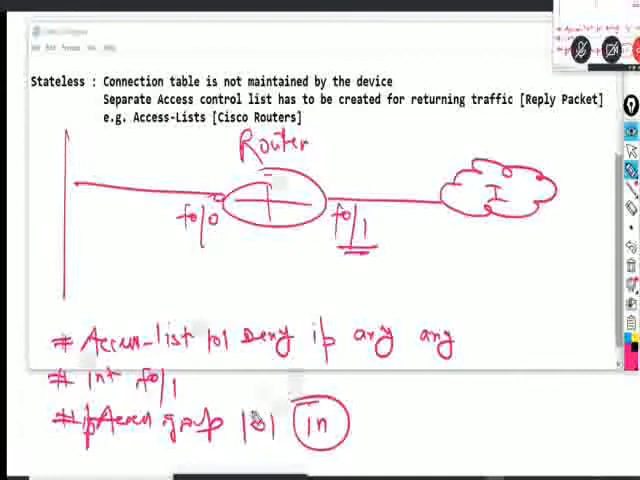 Stateless : Connection table is not maintained by the device
Separate Access control list has to be created for returning traffic [Reply Packet]
e.g. Access-Lists [Cisco Routers]
Router
f0/0
f0/1
I
# Access-list 101 Deny ip any any
# int f0/1
# ip Access group 101 in